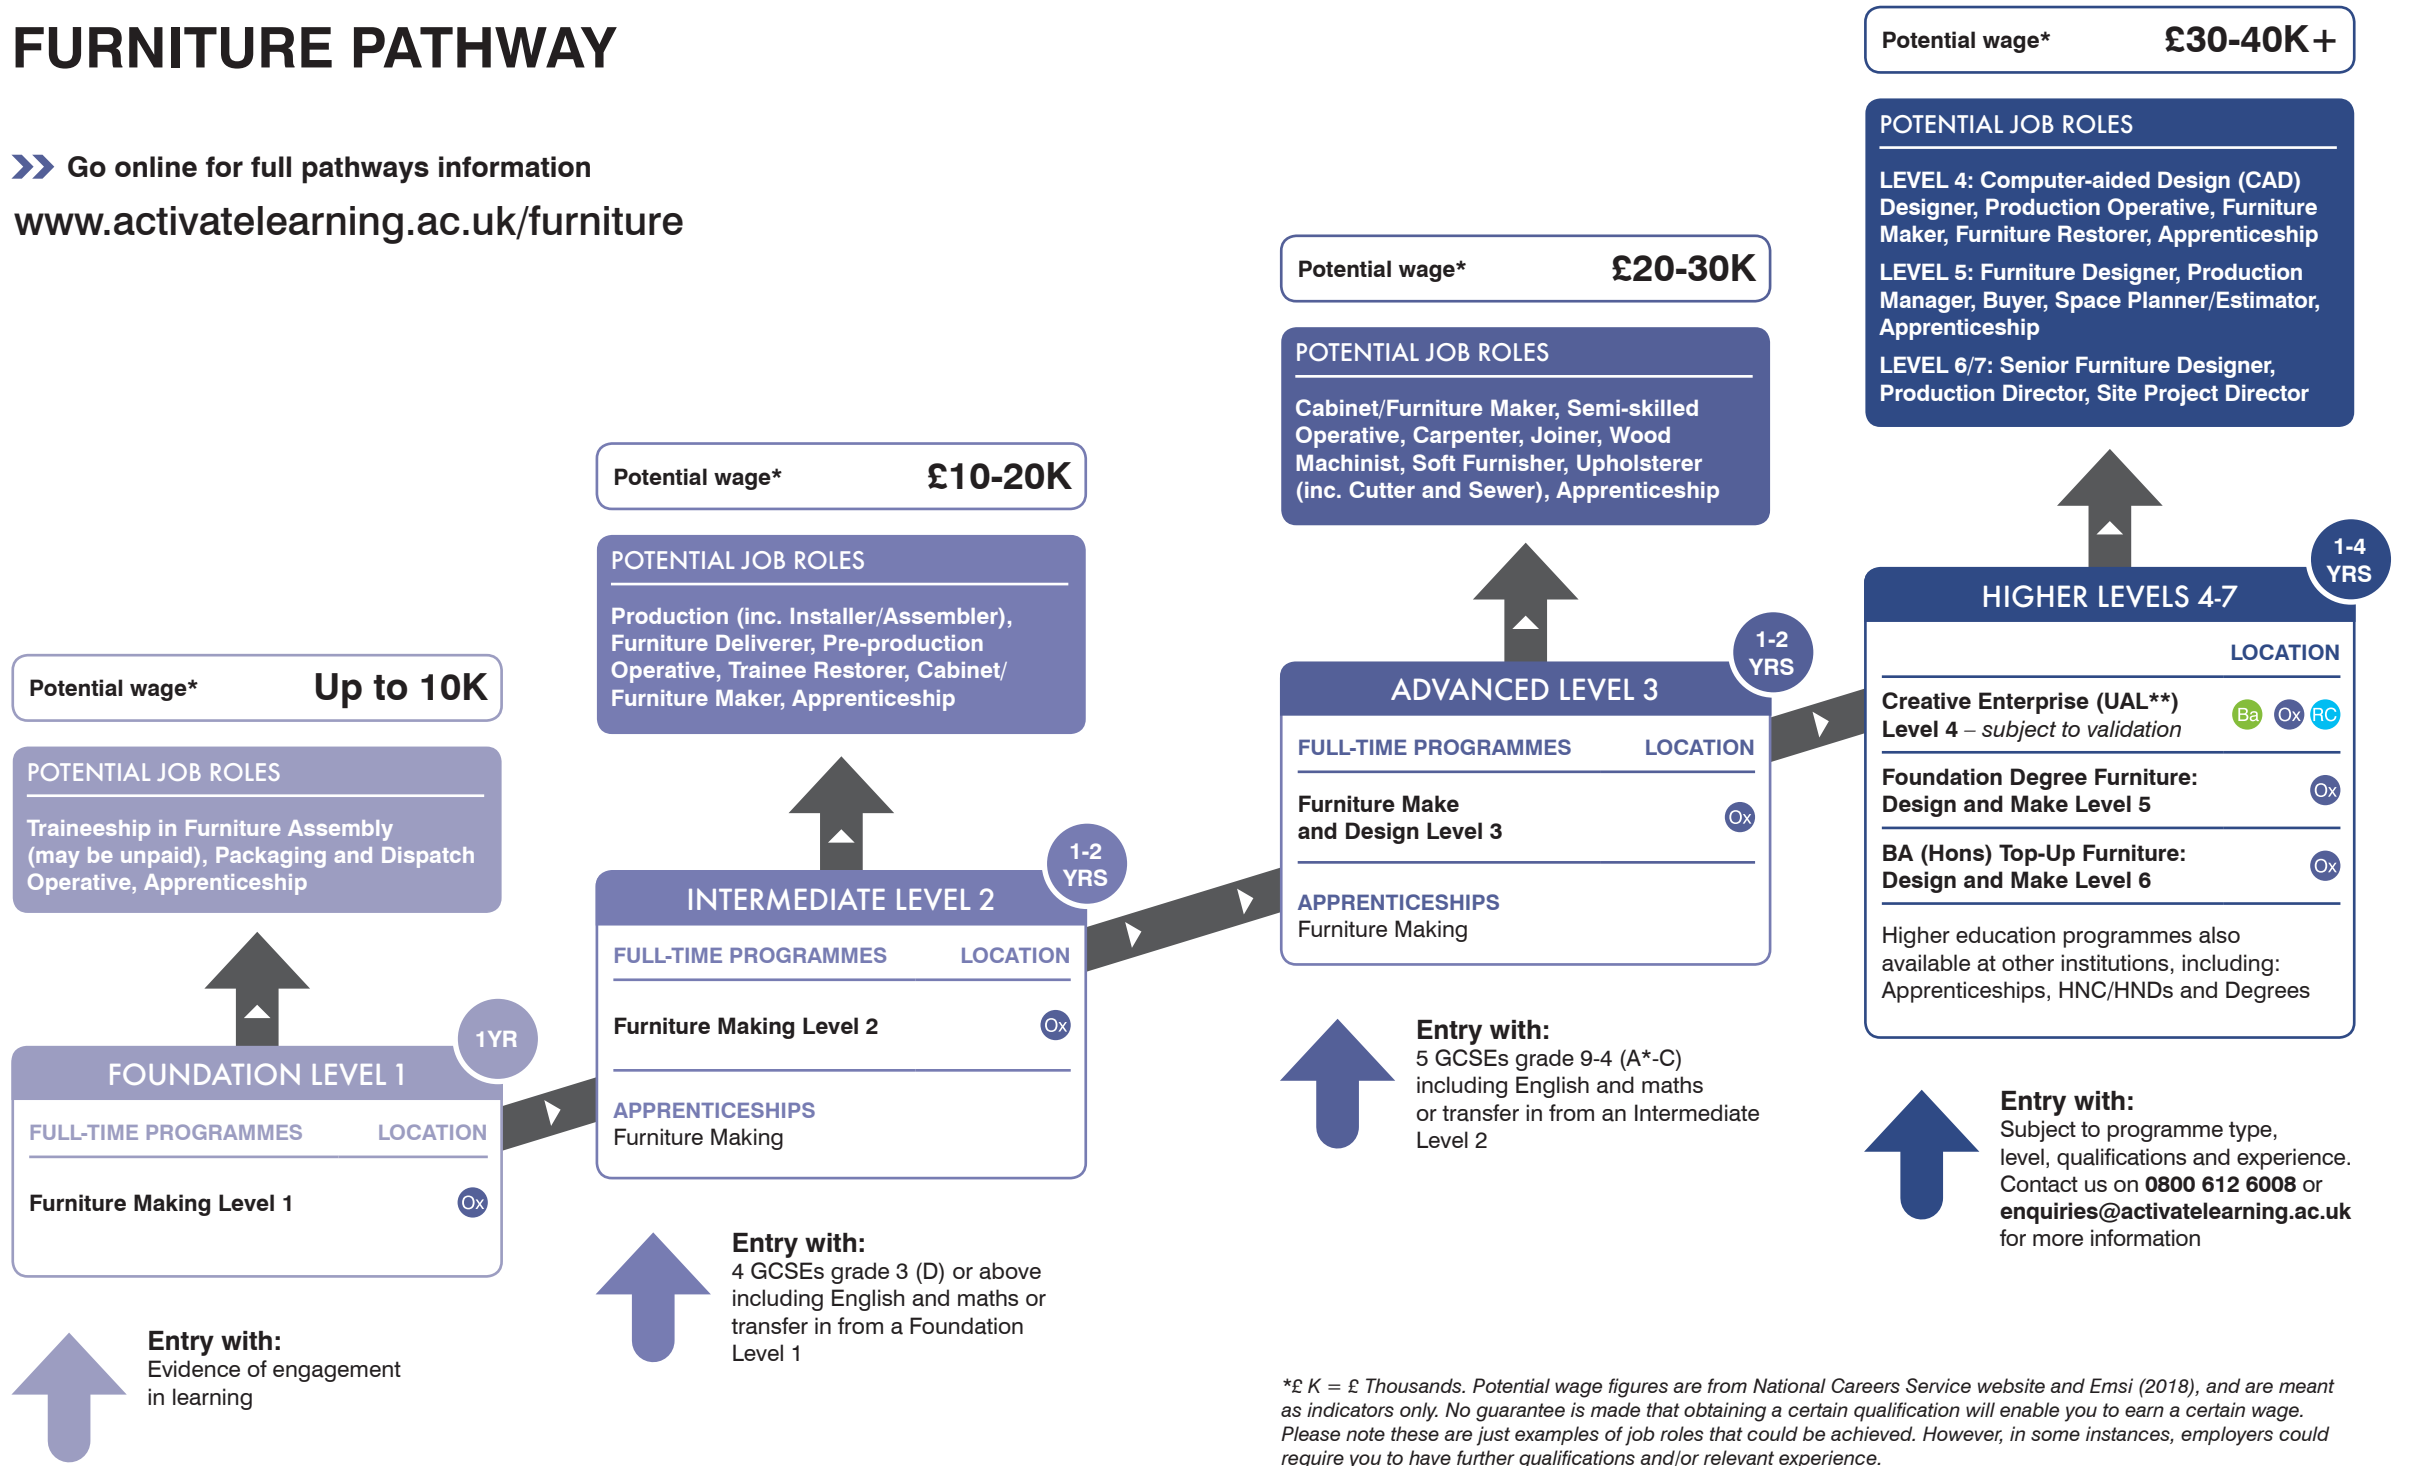 FURNITURE PATHWAY
Go online for full pathways information
www.activatelearning.ac.uk/furniture
Potential wage* Up to 10K
POTENTIAL JOB ROLES
Traineeship in Furniture Assembly
(may be unpaid), Packaging and Dispatch
Operative, Apprenticeship
1YR
FOUNDATION LEVEL 1
FULL-TIME PROGRAMMES LOCATION
Furniture Making Level 1 Ox
Entry with:
Evidence of engagement
in learning
Potential wage* £10-20K
POTENTIAL JOB ROLES
Production (inc. Installer/Assembler),
Furniture Deliverer, Pre-production
Operative, Trainee Restorer, Cabinet/
Furniture Maker, Apprenticeship
1-2
YRS
INTERMEDIATE LEVEL 2
FULL-TIME PROGRAMMES LOCATION
Furniture Making Level 2 Ox
APPRENTICESHIPS
Furniture Making
Entry with:
4 GCSEs grade 3 (D) or above
including English and maths or
transfer in from a Foundation
Level 1
Potential wage* £20-30K
POTENTIAL JOB ROLES
Cabinet/Furniture Maker, Semi-skilled
Operative, Carpenter, Joiner, Wood
Machinist, Soft Furnisher, Upholsterer
(inc. Cutter and Sewer), Apprenticeship
1-2
YRS
ADVANCED LEVEL 3
FULL-TIME PROGRAMMES LOCATION
Furniture Make
and Design Level 3 Ox
APPRENTICESHIPS
Furniture Making
Entry with:
5 GCSEs grade 9-4 (A*-C)
including English and maths
or transfer in from an Intermediate
Level 2
Potential wage* £30-40K+
POTENTIAL JOB ROLES
LEVEL 4: Computer-aided Design (CAD)
Designer, Production Operative, Furniture
Maker, Furniture Restorer, Apprenticeship
LEVEL 5: Furniture Designer, Production
Manager, Buyer, Space Planner/Estimator,
Apprenticeship
LEVEL 6/7: Senior Furniture Designer,
Production Director, Site Project Director
1-4
YRS
HIGHER LEVELS 4-7
LOCATION
Creative Enterprise (UAL**)
Level 4 – subject to validation Ba Ox RC
Foundation Degree Furniture:
Design and Make Level 5 Ox
BA (Hons) Top-Up Furniture:
Design and Make Level 6 Ox
Higher education programmes also
available at other institutions, including:
Apprenticeships, HNC/HNDs and Degrees
Entry with:
Subject to programme type,
level, qualifications and experience.
Contact us on 0800 612 6008 or
enquiries@activatelearning.ac.uk
for more information
*£ K = £ Thousands. Potential wage figures are from National Careers Service website and Emsi (2018), and are meant
as indicators only. No guarantee is made that obtaining a certain qualification will enable you to earn a certain wage.
Please note these are just examples of job roles that could be achieved. However, in some instances, employers could
require you to have further qualifications and/or relevant experience.